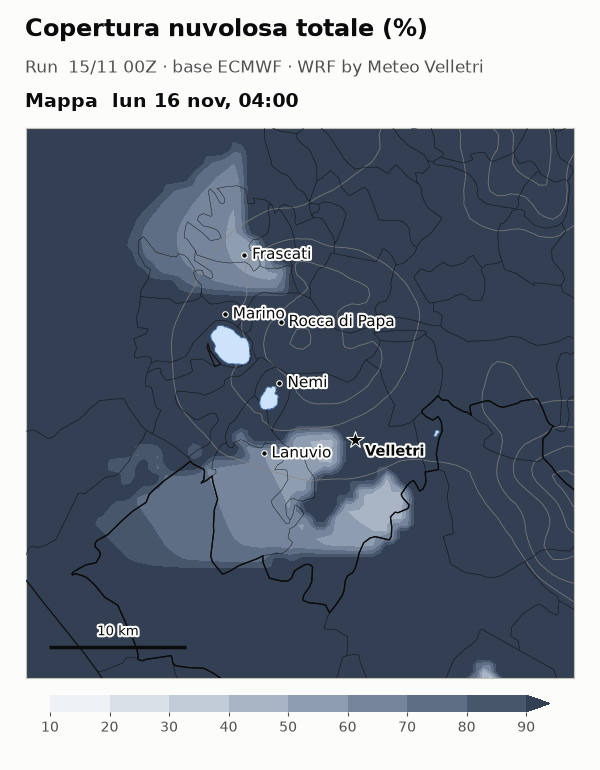 Copertura nuvolosa totale (%)
Run  15/11 00Z · base ECMWF · WRF by Meteo Velletri
Mappa  lun 16 nov, 04:00
Frascati
Marino
Rocca di Papa
Nemi
Velletri
Lanuvio
10 km
10 20 30 40 50 60 70 80 90